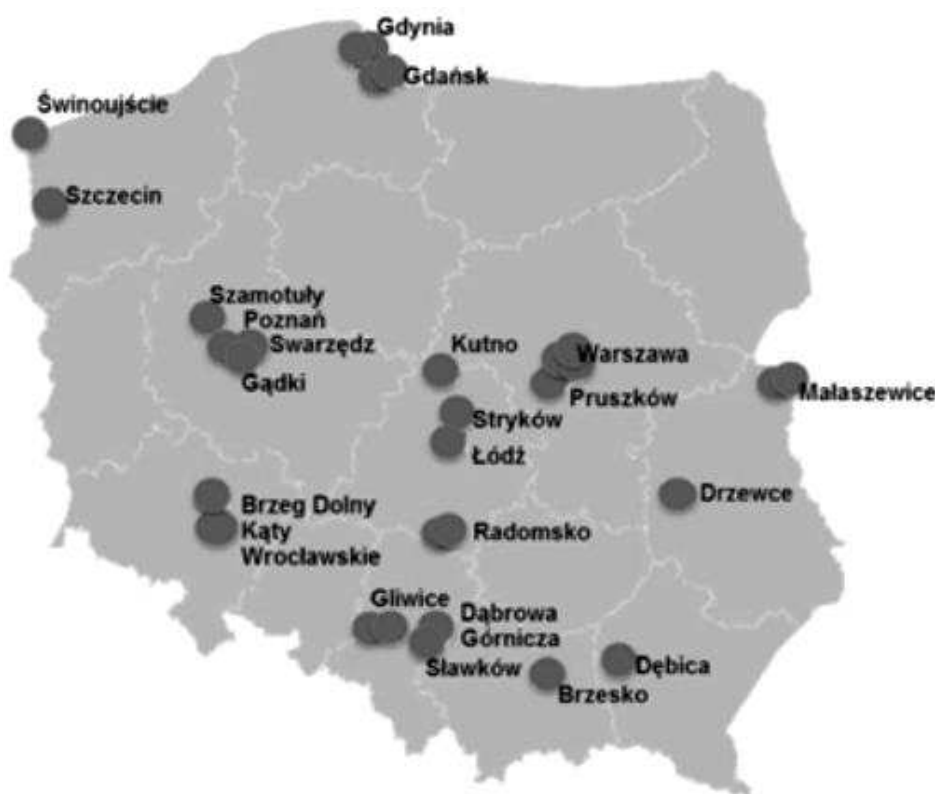 Gdynia
Gdańsk
Świnoujście
Szczecin
Szamotuły
Poznań
Swarzędz
Gądki
Kutno
Warszawa
Pruszków
Małaszewice
Stryków
Łódź
Drzewce
Brzeg Dolny
Kąty
Wrocławskie
Radomsko
Gliwice
Dąbrowa
Górnicza
Sławków
Dębica
Brzesko